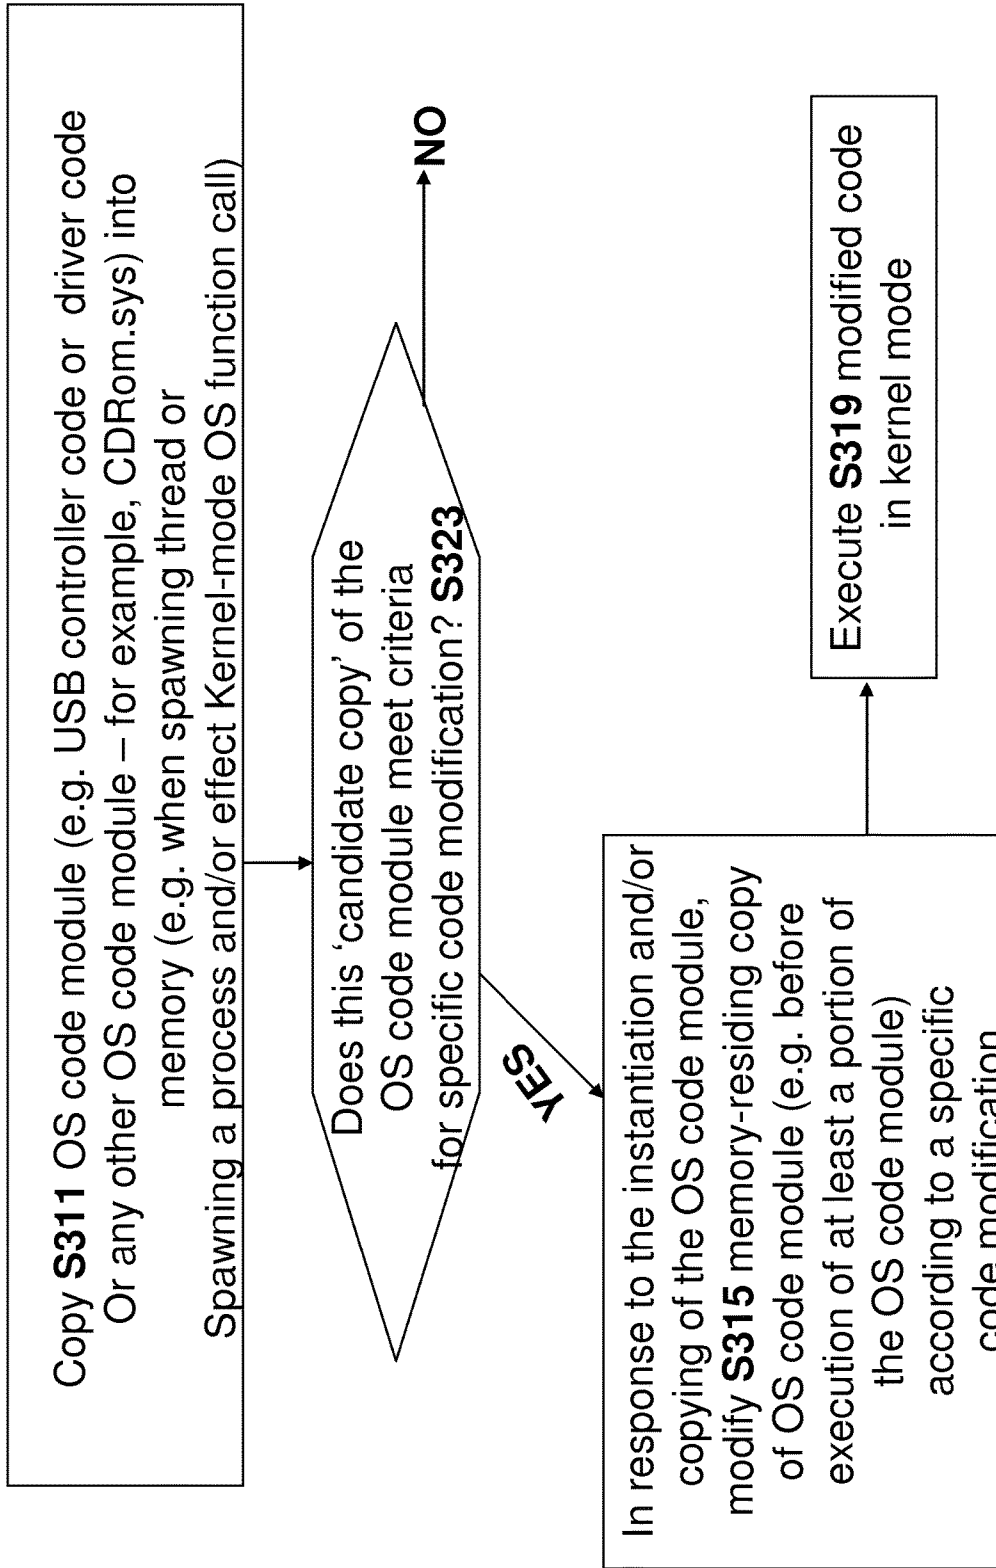 Copy S311 OS code module (e.g. USB controller code or driver code
Or any other OS code module – for example, CDRom.sys) into
memory (e.g. when spawning thread or
Spawning a process and/or effect Kernel-mode OS function call)
Does this ‘candidate copy’ of the
OS code module meet criteria
for specific code modification? S323
NO
YES
In response to the instantiation and/or
copying of the OS code module,
modify S315 memory-residing copy
of OS code module (e.g. before
execution of at least a portion of
the OS code module)
according to a specific
code modification
Execute S319 modified code
in kernel mode